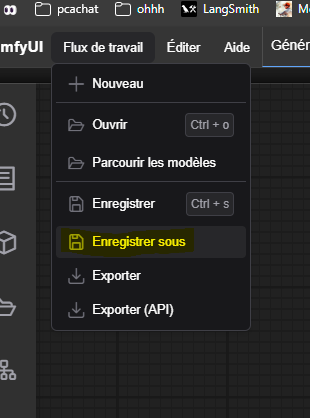 pcachat ohhh LangSmith
mfyUI Flux de travail Éditer Aide Génér
Nouveau
Ouvrir Ctrl + o
Parcourir les modèles
Enregistrer Ctrl + s
Enregistrer sous
Exporter
Exporter (API)